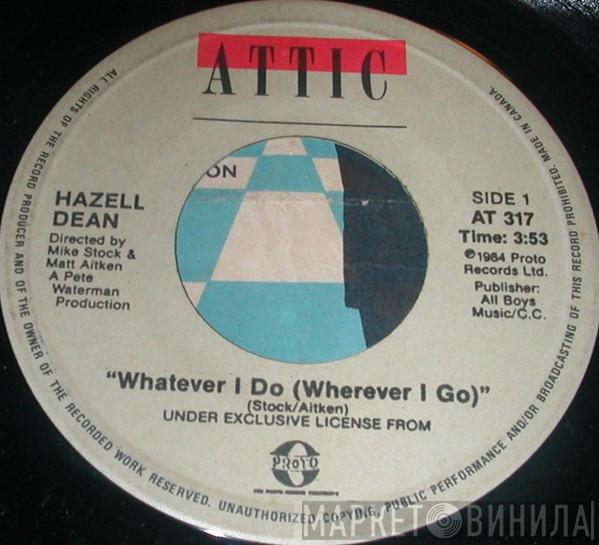 ATTIC
ON
HAZELL
DEAN
Directed by
Mike Stock &
Matt Aitken
A Pete
Waterman
Production
SIDE 1
AT 317
Time: 3:53
℗1984 Proto
Records Ltd.
Publisher:
All Boys
Music/C.C.
"Whatever I Do (Wherever I Go)"
(Stock/Aitken)
UNDER EXCLUSIVE LICENSE FROM
PROTO
ALL RIGHTS OF THE RECORD PRODUCER AND OF THE OWNER OF THE RECORDED WORK RESERVED. UNAUTHORIZED COPYING, PUBLIC PERFORMANCE AND/OR BROADCASTING OF THIS RECORD PROHIBITED. MADE IN CANADA.
МАРКЕТ ВИНИЛА